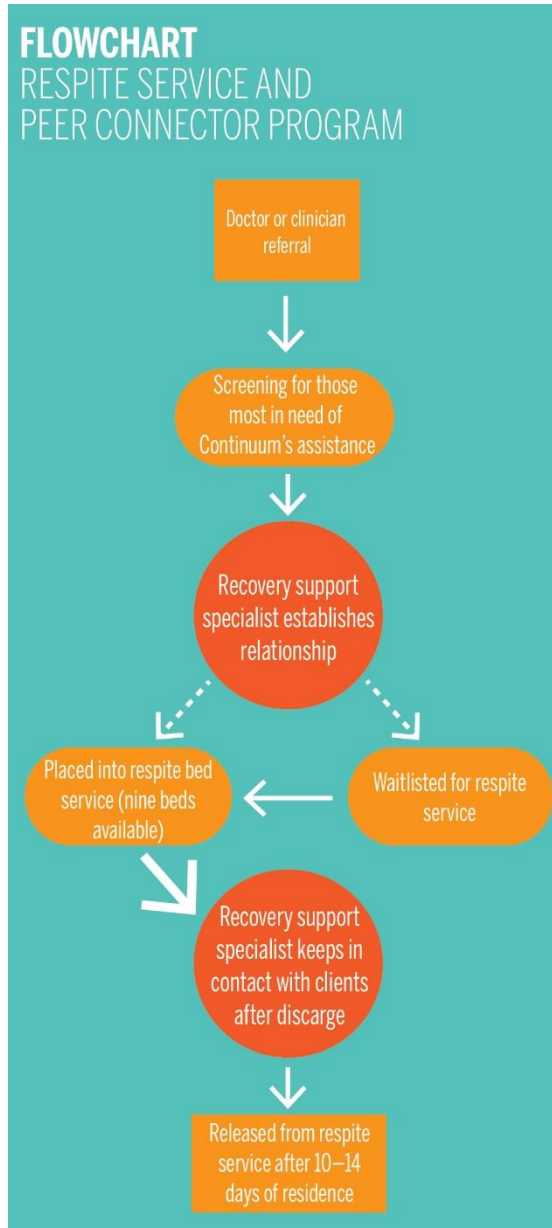 FLOWCHART
RESPITE SERVICE AND
PEER CONNECTOR PROGRAM
Doctor or clinician
referral
Screening for those
most in need of
Continuum's assistance
Recovery support
specialist establishes
relationship
Placed into respite bed
service (nine beds
available)
Waitlisted for respite
service
Recovery support
specialist keeps in
contact with clients
after discarge
Released from respite
service after 10–14
days of residence